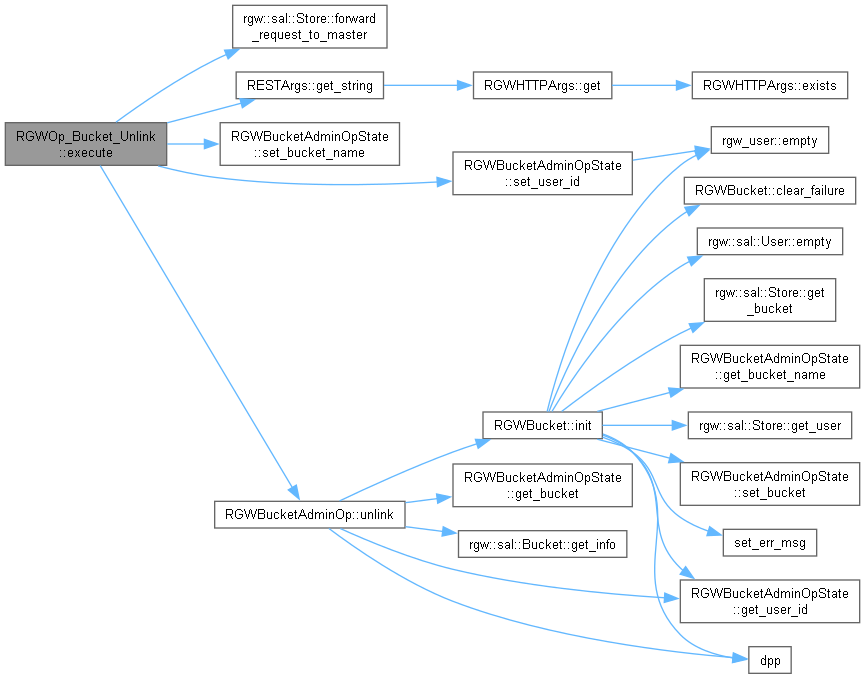 rgw::sal::Store::forward
_request_to_master
RESTArgs::get_string
RGWHTTPArgs::get
RGWHTTPArgs::exists
RGWOp_Bucket_Unlink
::execute
RGWBucketAdminOpState
::set_bucket_name
rgw_user::empty
RGWBucketAdminOpState
::set_user_id
RGWBucket::clear_failure
rgw::sal::User::empty
rgw::sal::Store::get
_bucket
RGWBucketAdminOpState
::get_bucket_name
RGWBucket::init
rgw::sal::Store::get_user
RGWBucketAdminOpState
::get_bucket
RGWBucketAdminOpState
::set_bucket
RGWBucketAdminOp::unlink
rgw::sal::Bucket::get_info
set_err_msg
RGWBucketAdminOpState
::get_user_id
dpp